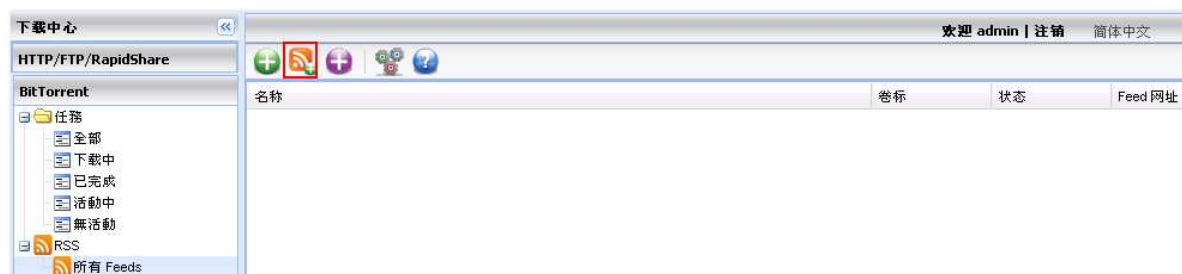 下载中心
欢迎 admin | 注销 简体中文
HTTP/FTP/RapidShare
BitTorrent
名称 卷标 状态 Feed 网址
任務
全部
下載中
已完成
活動中
無活動
RSS
所有 Feeds